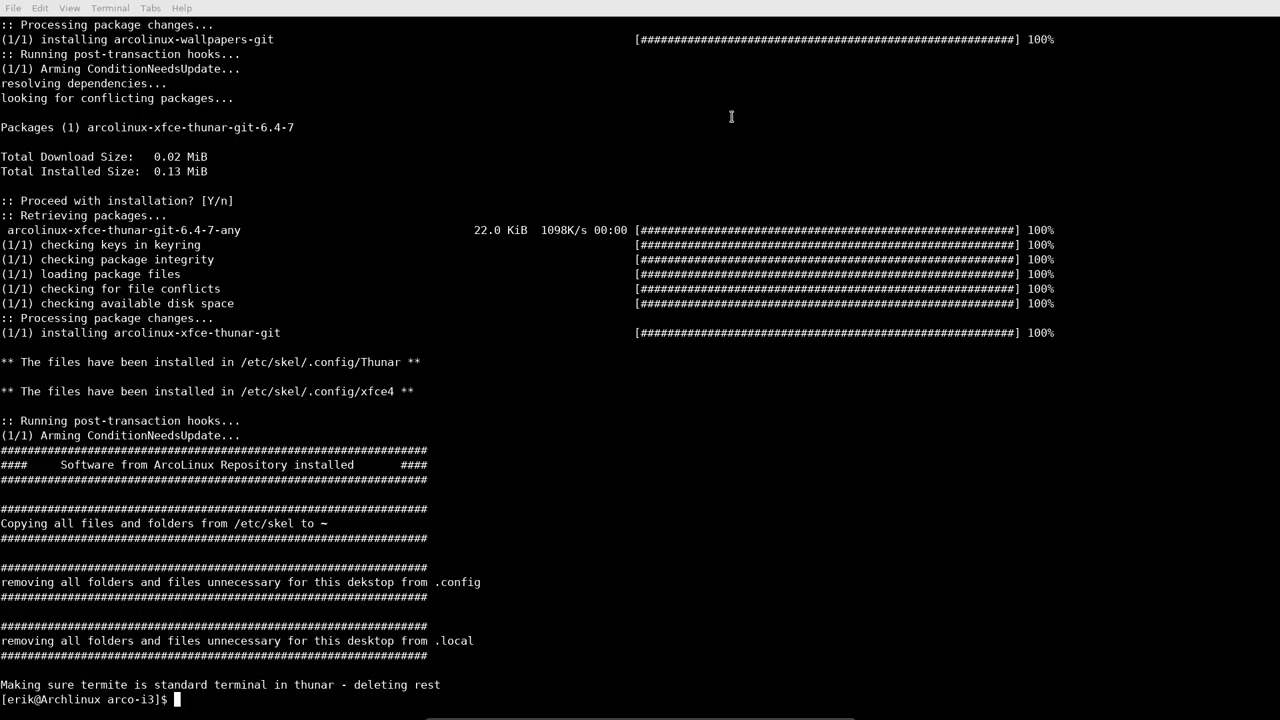 File Edit View Terminal Tabs Help
:: Processing package changes...
(1/1) installing arcolinux-wallpapers-git [########################################################] 100%
:: Running post-transaction hooks...
(1/1) Arming ConditionNeedsUpdate...
resolving dependencies...
looking for conflicting packages...
Packages (1) arcolinux-xfce-thunar-git-6.4-7
Total Download Size: 0.02 MiB
Total Installed Size: 0.13 MiB
:: Proceed with installation? [Y/n]
:: Retrieving packages...
arcolinux-xfce-thunar-git-6.4-7-any 22.0 KiB 1098K/s 00:00 [########################################################] 100%
(1/1) checking keys in keyring [########################################################] 100%
(1/1) checking package integrity [########################################################] 100%
(1/1) loading package files [########################################################] 100%
(1/1) checking for file conflicts [########################################################] 100%
(1/1) checking available disk space [########################################################] 100%
:: Processing package changes...
(1/1) installing arcolinux-xfce-thunar-git [########################################################] 100%
** The files have been installed in /etc/skel/.config/Thunar **
** The files have been installed in /etc/skel/.config/xfce4 **
:: Running post-transaction hooks...
(1/1) Arming ConditionNeedsUpdate...
################################################################
#### Software from ArcoLinux Repository installed ####
################################################################
################################################################
Copying all files and folders from /etc/skel to ~
################################################################
################################################################
removing all folders and files unnecessary for this dekstop from .config
################################################################
################################################################
removing all folders and files unnecessary for this desktop from .local
################################################################
Making sure termite is standard terminal in thunar - deleting rest
[erik@Archlinux arco-i3]$